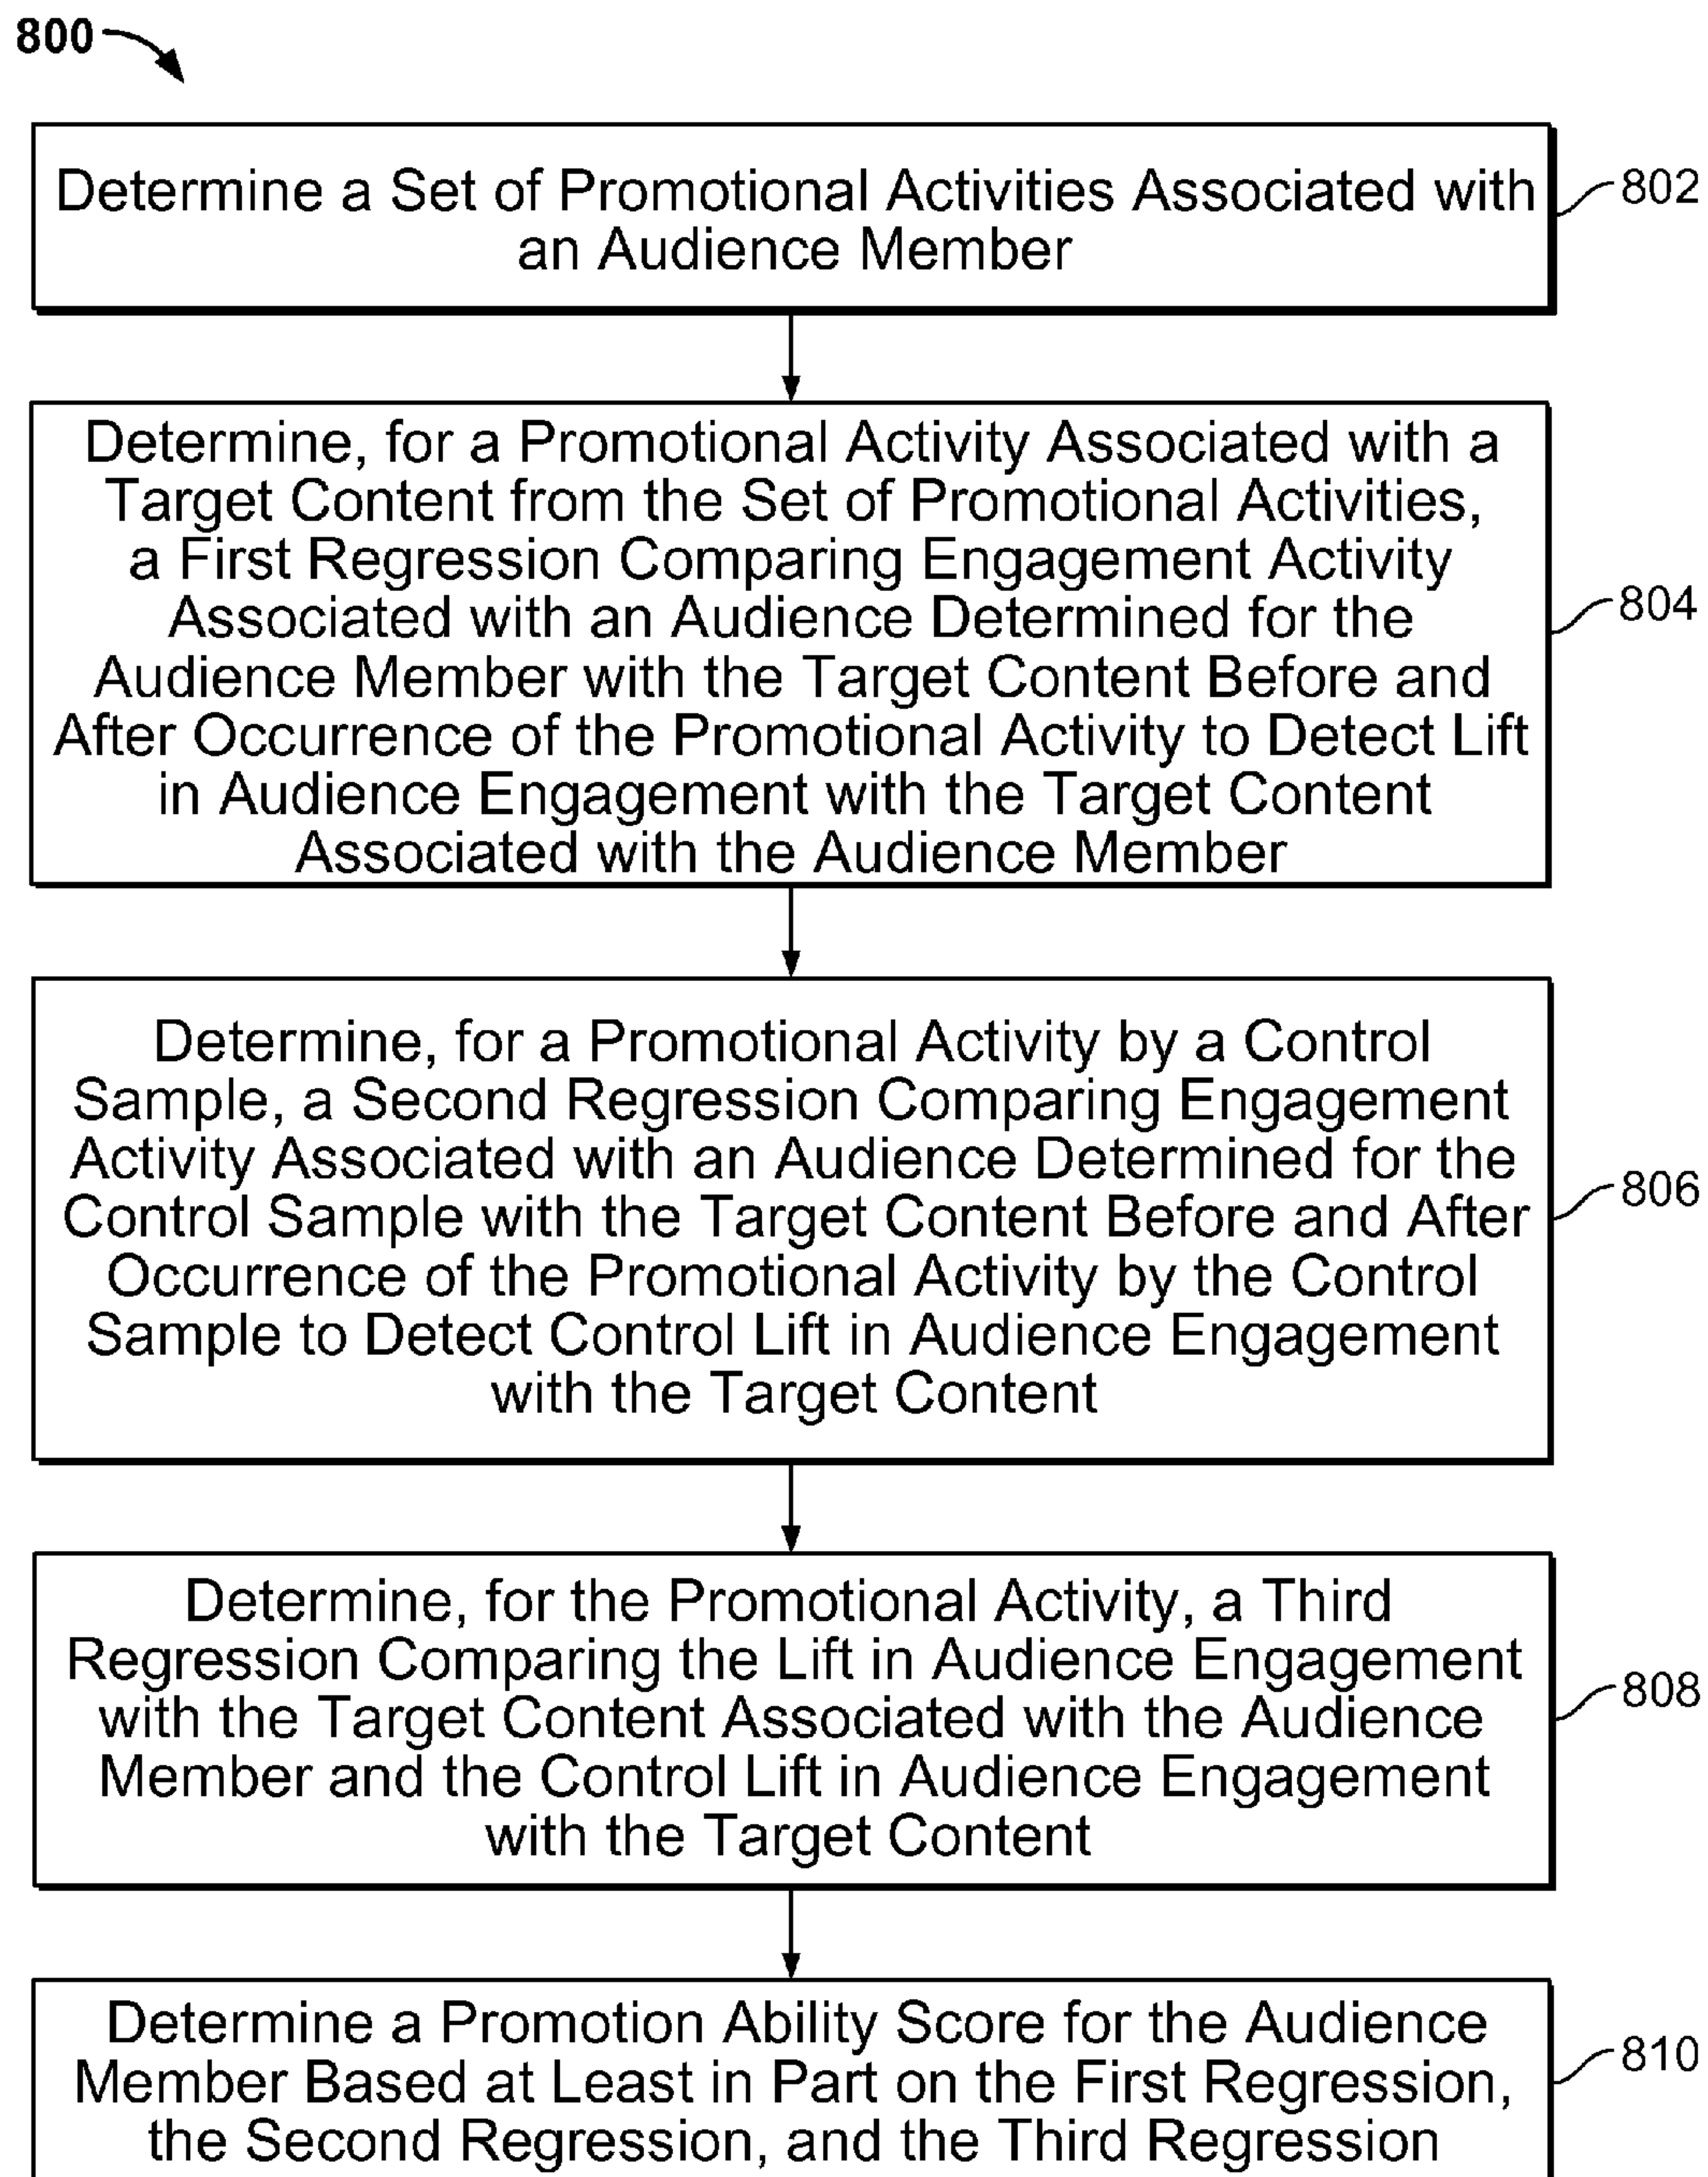 800
Determine a Set of Promotional Activities Associated with
an Audience Member
802
Determine, for a Promotional Activity Associated with a
Target Content from the Set of Promotional Activities,
a First Regression Comparing Engagement Activity
Associated with an Audience Determined for the
Audience Member with the Target Content Before and
After Occurrence of the Promotional Activity to Detect Lift
in Audience Engagement with the Target Content
Associated with the Audience Member
804
Determine, for a Promotional Activity by a Control
Sample, a Second Regression Comparing Engagement
Activity Associated with an Audience Determined for the
Control Sample with the Target Content Before and After
Occurrence of the Promotional Activity by the Control
Sample to Detect Control Lift in Audience Engagement
with the Target Content
806
Determine, for the Promotional Activity, a Third
Regression Comparing the Lift in Audience Engagement
with the Target Content Associated with the Audience
Member and the Control Lift in Audience Engagement
with the Target Content
808
Determine a Promotion Ability Score for the Audience
Member Based at Least in Part on the First Regression,
the Second Regression, and the Third Regression
810